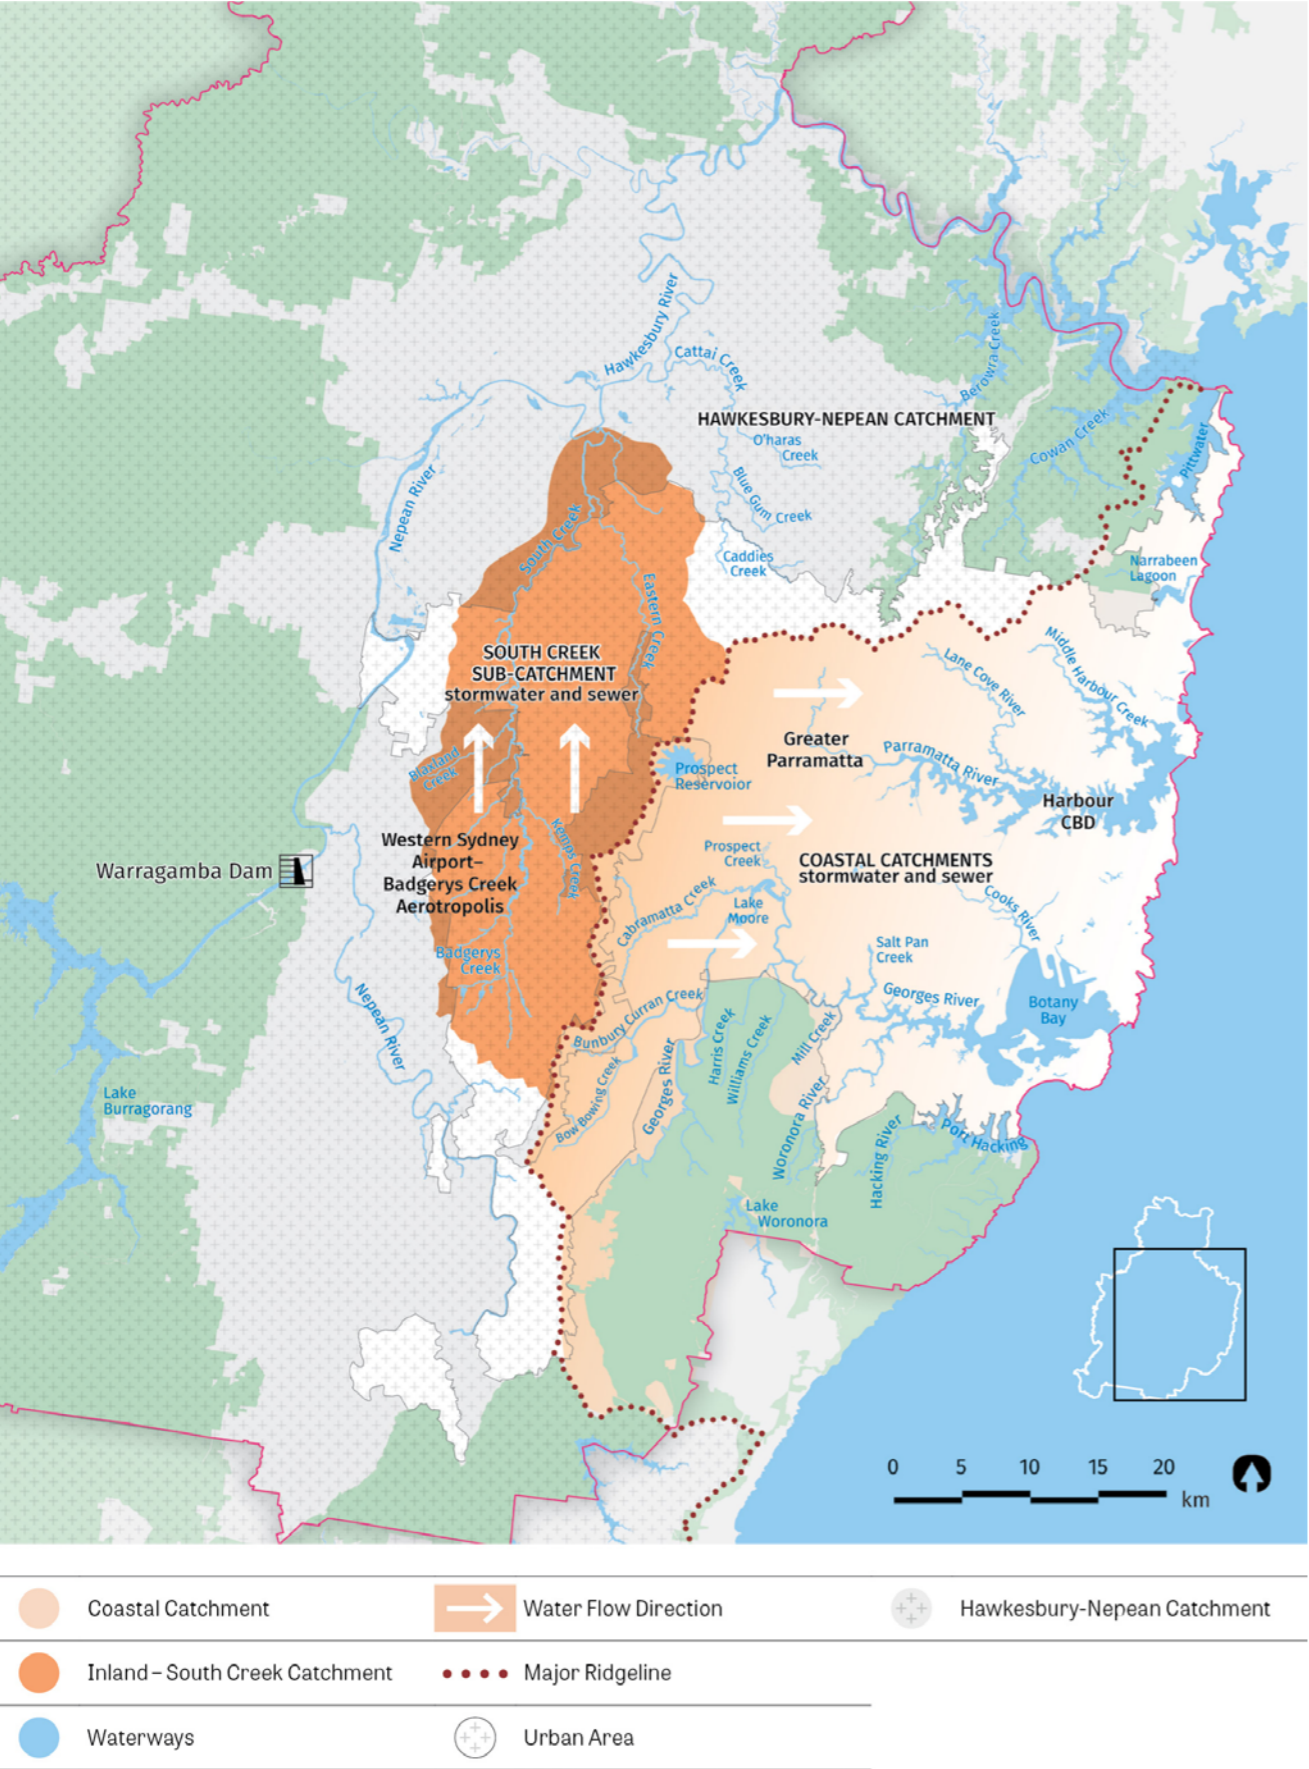 Hawkesbury River
Cattai Creek
Berowra Creek
HAWKESBURY-NEPEAN CATCHMENT
O'haras
Creek
Cowan Creek
Pittwater
Nepean River
Blue Gum Creek
South Creek
Caddies
Creek
Narrabeen
Lagoon
Eastern Creek
SOUTH CREEK
SUB-CATCHMENT
stormwater and sewer
Lane Cove River
Middle Harbour Creek
Greater
Parramatta
Parramatta River
Blaxland
Creek
Prospect
Reservoior
Harbour
CBD
Western Sydney
Airport–
Badgerys Creek
Aerotropolis
Kemps Creek
Prospect
Creek
COASTAL CATCHMENTS
stormwater and sewer
Warragamba Dam
Cabramatta Creek
Lake
Moore
Cooks River
Salt Pan
Creek
Badgerys
Creek
Georges River
Botany
Bay
Nepean River
Bunbury Curran Creek
Harris Creek
Williams Creek
Mill Creek
Lake
Burragorang
Bow Bowing Creek
Georges River
Woronora River
Hacking River
Port Hacking
Lake
Woronora
0 5 10 15 20
km
Coastal Catchment
Water Flow Direction
Hawkesbury-Nepean Catchment
Inland – South Creek Catchment
Major Ridgeline
Waterways
Urban Area